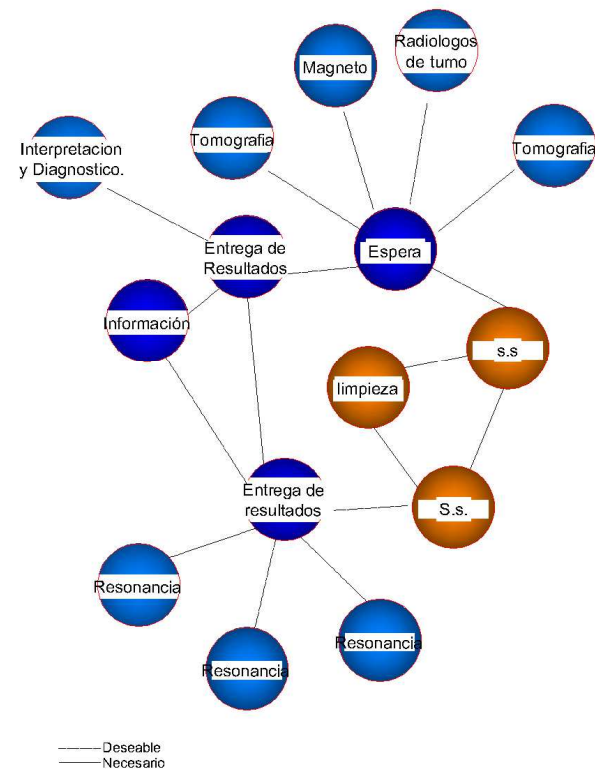 Radiologos
de turno
Magneto
Tomografia
Tomografia
Interpretacion
y Diagnostico.
Entrega de
Resultados
Espera
Información
s.s
limpieza
Entrega de
resultados
S.s.
Resonancia
Resonancia
Resonancia
Deseable
Necesario